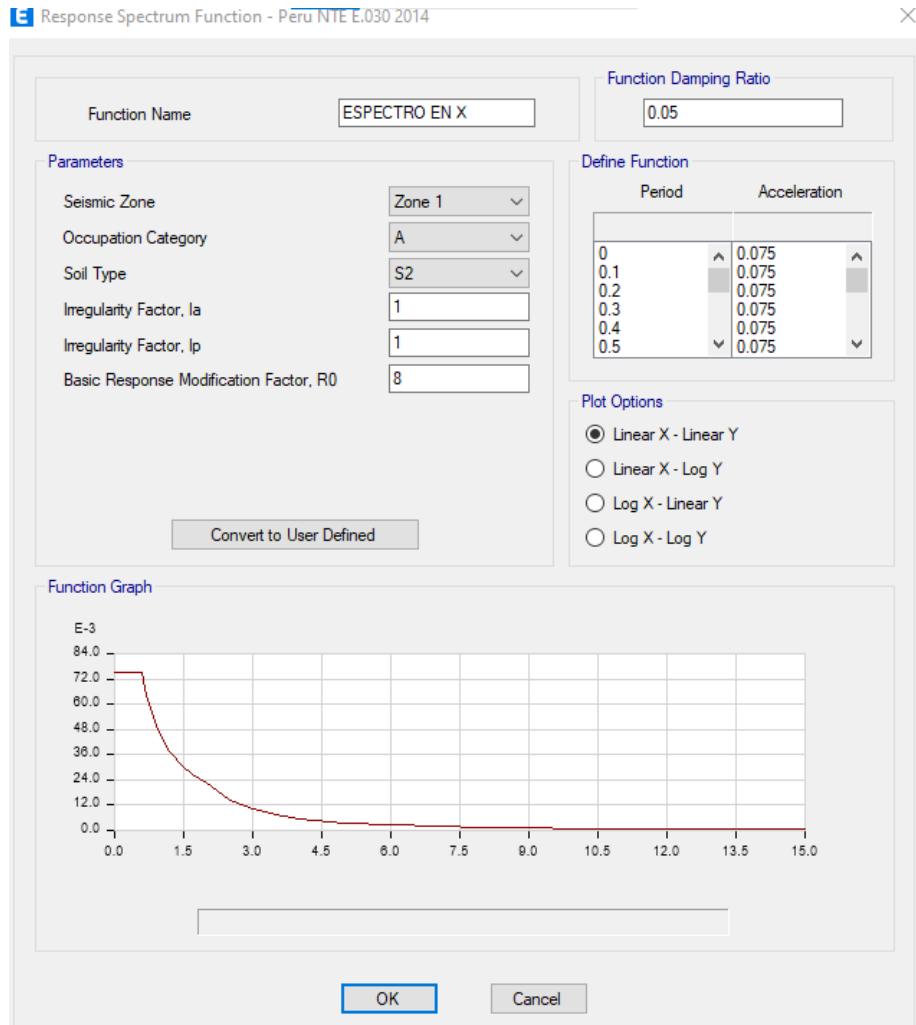 E Response Spectrum Function - Peru NTE E.030 2014
Function Name
ESPECTRO EN X
Function Damping Ratio
0.05
Parameters
Seismic Zone
Zone 1
Occupation Category
A
Soil Type
S2
Irregularity Factor, Ia
1
Irregularity Factor, Ip
1
Basic Response Modification Factor, R0
8
Convert to User Defined
Define Function
Period Acceleration
0 0.075
0.1 0.075
0.2 0.075
0.3 0.075
0.4 0.075
0.5 0.075
Plot Options
Linear X - Linear Y
Linear X - Log Y
Log X - Linear Y
Log X - Log Y
Function Graph
E-3
84.0
72.0
60.0
48.0
36.0
24.0
12.0
0.0
0.0 1.5 3.0 4.5 6.0 7.5 9.0 10.5 12.0 13.5 15.0
OK Cancel